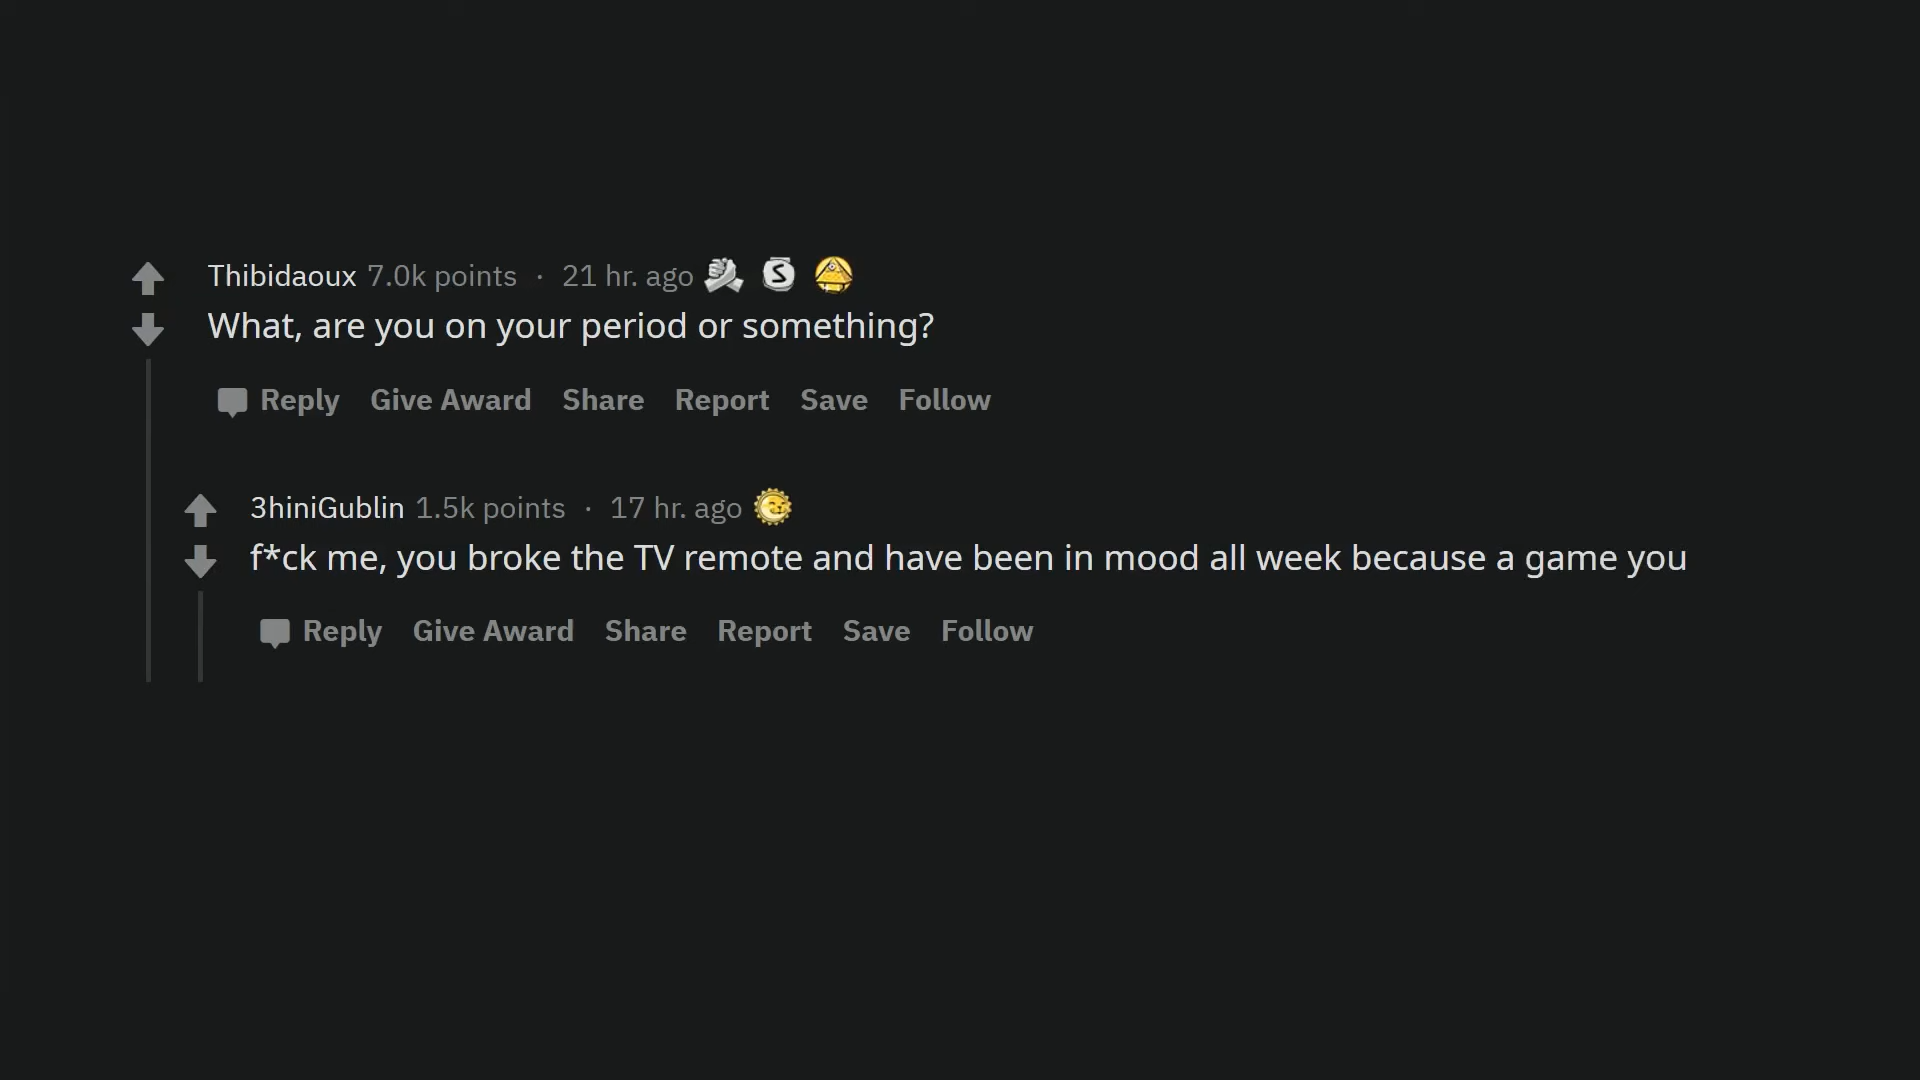 Thibidaoux 7.0k points · 21 hr. ago
What, are you on your period or something?
Reply Give Award Share Report Save Follow
3hiniGublin 1.5k points · 17 hr. ago
f*ck me, you broke the TV remote and have been in mood all week because a game you
Reply Give Award Share Report Save Follow